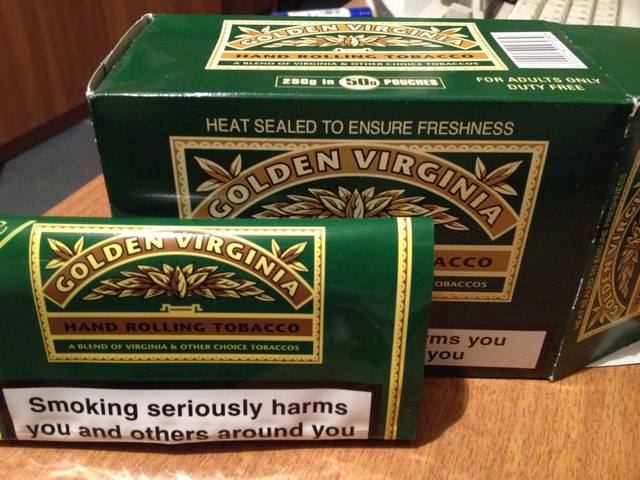 GOLDEN VIRGINIA
HAND ROLLING TOBACCO
A BLEND OF VIRGINIA & OTHER CHOICE TOBACCOS
250g in 50g POUCHES
FOR ADULTS ONLY
DUTY FREE
HEAT SEALED TO ENSURE FRESHNESS
GOLDEN VIRGINIA
ACCO
TOBACCOS
ms you
you
GOLDEN VIRGINIA
HAND ROLLING TOBACCO
A BLEND OF VIRGINIA & OTHER CHOICE TOBACCOS
Smoking seriously harms
you and others around you